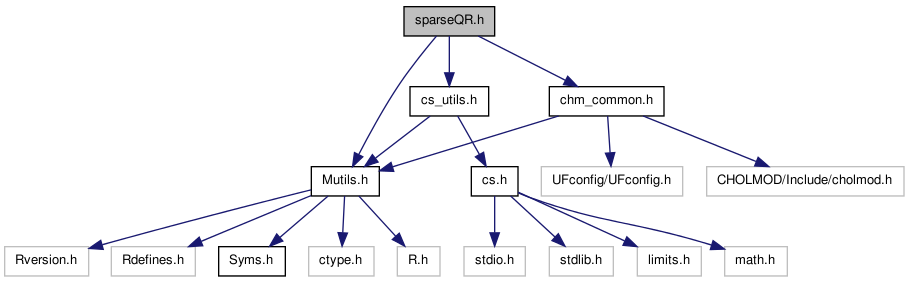 sparseQR.h
cs_utils.h
chm_common.h
Mutils.h
cs.h
UFconfig/UFconfig.h
CHOLMOD/Include/cholmod.h
Rversion.h
Rdefines.h
Syms.h
ctype.h
R.h
stdio.h
stdlib.h
limits.h
math.h